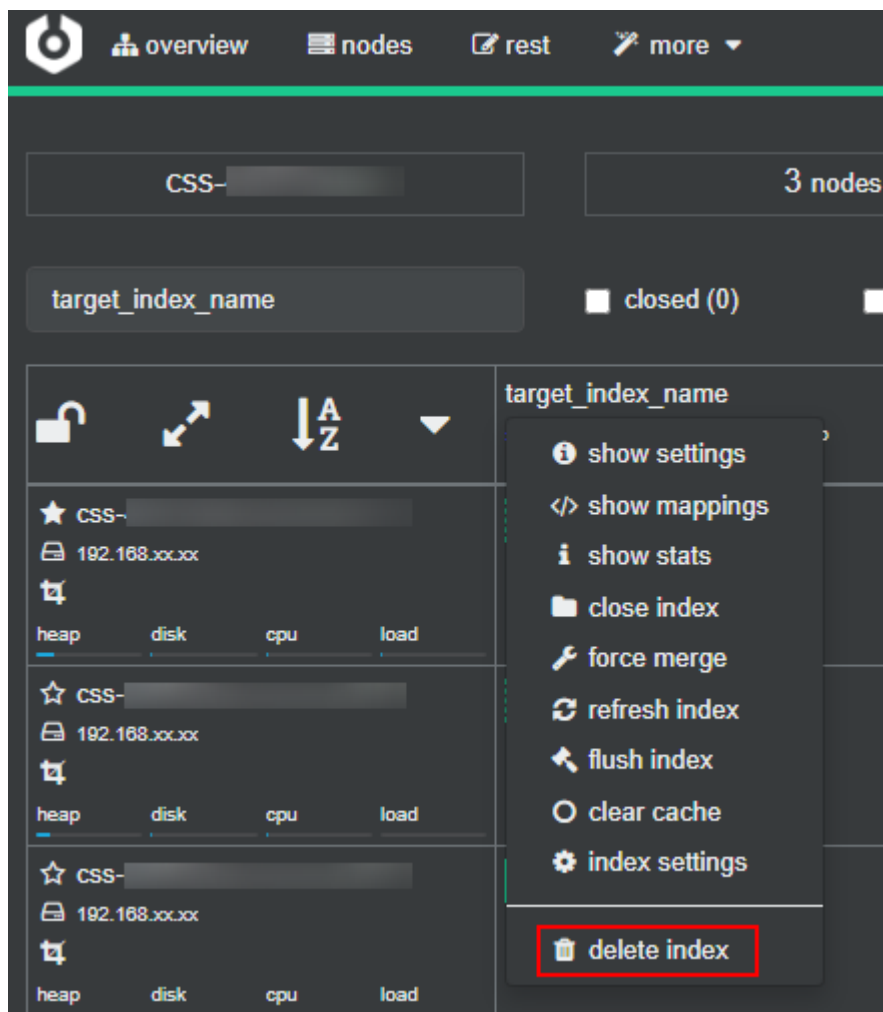 overview nodes rest more
CSS- 3 nodes
target_index_name closed (0)
target_index_name
show settings
show mappings
show stats
close index
force merge
refresh index
flush index
clear cache
index settings
delete index
A
Z
css-
192.168.xx.xx
heap disk cpu load
css-
192.168.xx.xx
heap disk cpu load
css-
192.168.xx.xx
heap disk cpu load